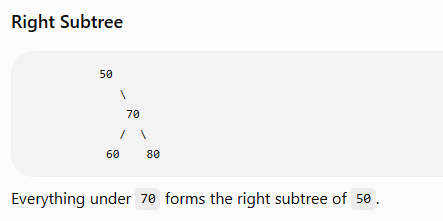 Right Subtree
50
\
70
/ \
60 80
Everything under 70 forms the right subtree of 50.